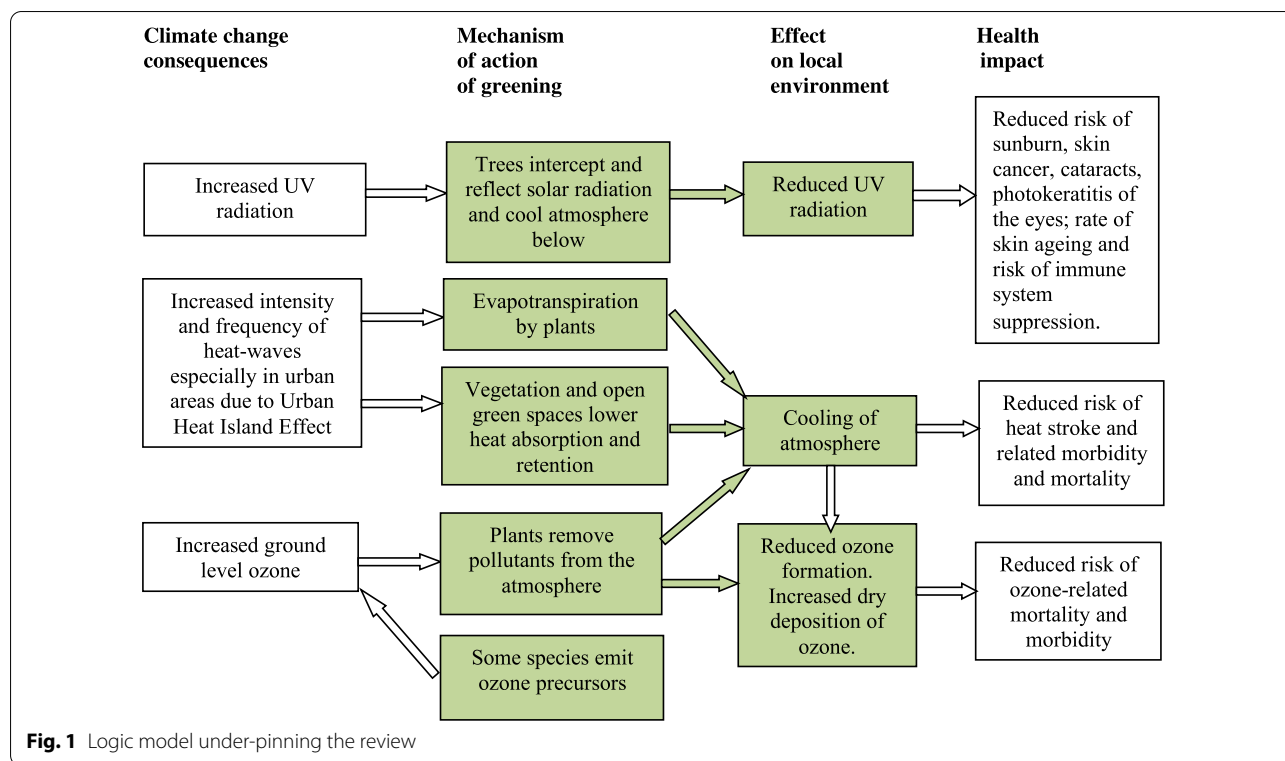 Climate change
consequences
Mechanism
of action
of greening
Effect
on local
environment
Health
impact
Increased UV
radiation
Trees intercept and
reflect solar radiation
and cool atmosphere
below
Reduced UV
radiation
Reduced risk of
sunburn, skin
cancer, cataracts,
photokeratitis of
the eyes; rate of
skin ageing and
risk of immune
system
suppression.
Increased intensity
and frequency of
heat-waves
especially in urban
areas due to Urban
Heat Island Effect
Evapotranspiration
by plants
Vegetation and open
green spaces lower
heat absorption and
retention
Cooling of
atmosphere
Reduced risk of
heat stroke and
related morbidity
and mortality
Increased ground
level ozone
Plants remove
pollutants from the
atmosphere
Reduced ozone
formation.
Increased dry
deposition of
ozone.
Reduced risk of
ozone-related
mortality and
morbidity
Some species emit
ozone precursors
Fig. 1 Logic model under-pinning the review